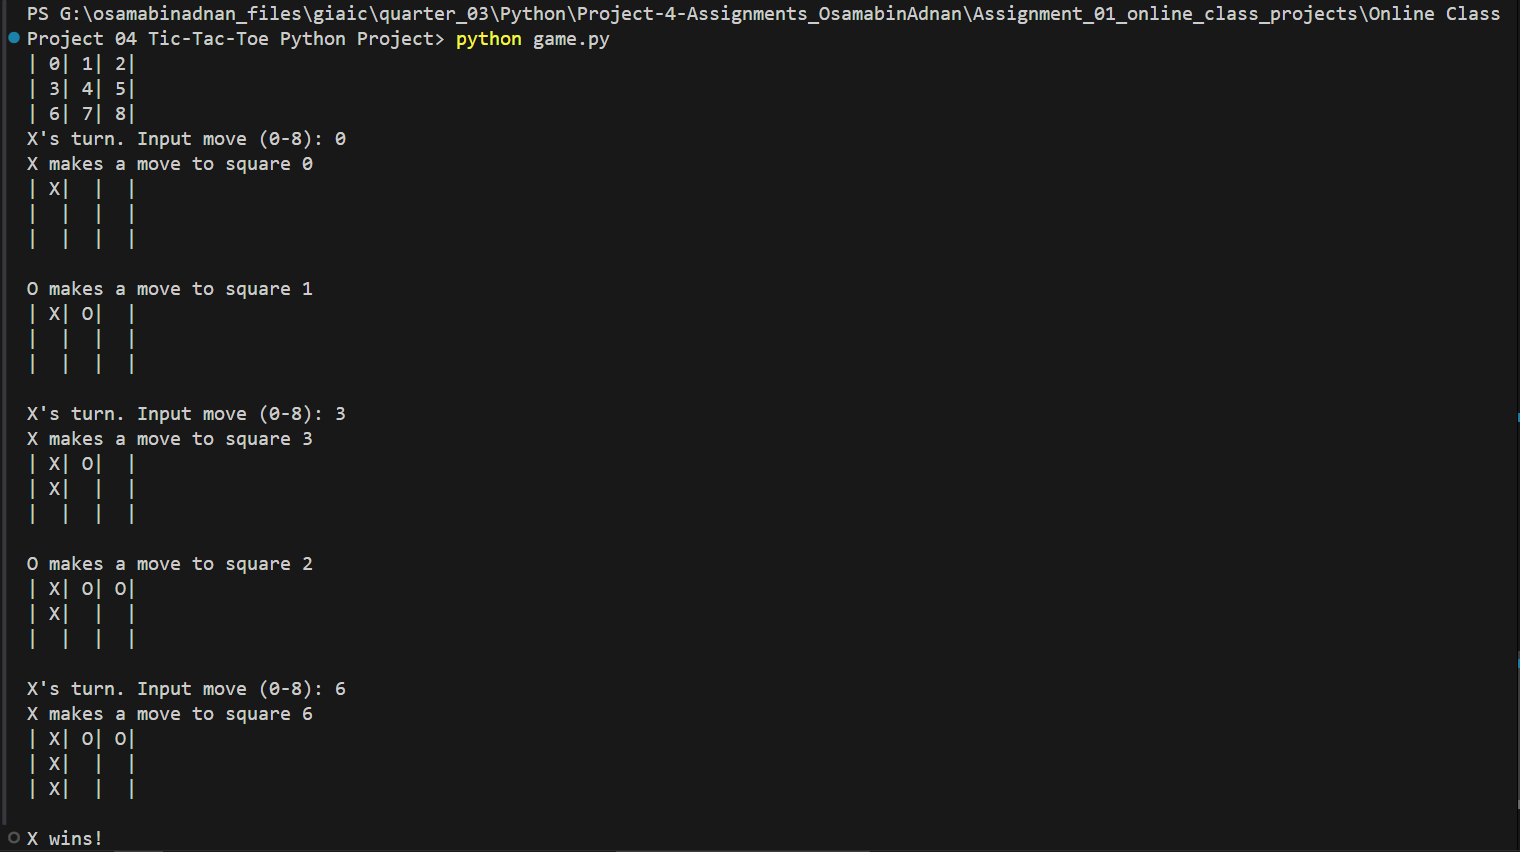 PS G:\osamabinadnan_files\giaic\quarter_03\Python\Project-4-Assignments_OsamabinAdnan\Assignment_01_online_class_projects\Online Class
Project 04 Tic-Tac-Toe Python Project> python game.py
| 0| 1| 2|
| 3| 4| 5|
| 6| 7| 8|
X's turn. Input move (0-8): 0
X makes a move to square 0
| X|  |  |
|  |  |  |
|  |  |  |

O makes a move to square 1
| X| O|  |
|  |  |  |
|  |  |  |

X's turn. Input move (0-8): 3
X makes a move to square 3
| X| O|  |
| X|  |  |
|  |  |  |

O makes a move to square 2
| X| O| O|
| X|  |  |
|  |  |  |

X's turn. Input move (0-8): 6
X makes a move to square 6
| X| O| O|
| X|  |  |
| X|  |  |

X wins!